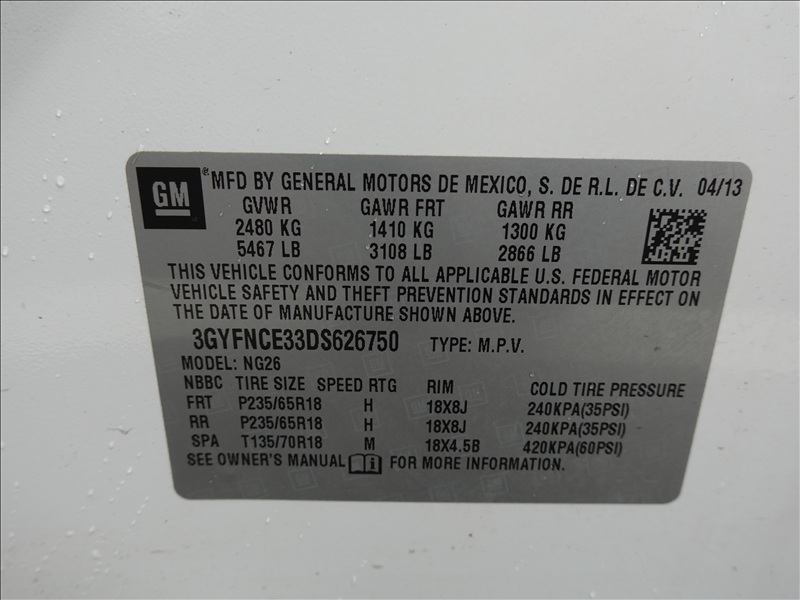 GM ® MFD BY GENERAL MOTORS DE MEXICO, S. DE R.L. DE C.V. 04/13
GVWR GAWR FRT GAWR RR
2480 KG 1410 KG 1300 KG
5467 LB 3108 LB 2866 LB
THIS VEHICLE CONFORMS TO ALL APPLICABLE U.S. FEDERAL MOTOR
VEHICLE SAFETY AND THEFT PREVENTION STANDARDS IN EFFECT ON
THE DATE OF MANUFACTURE SHOWN ABOVE.
3GYFNCE33DS626750 TYPE: M.P.V.
MODEL: NG26
NBBC TIRE SIZE SPEED RTG RIM COLD TIRE PRESSURE
FRT P235/65R18 H 18X8J 240KPA(35PSI)
RR P235/65R18 H 18X8J 240KPA(35PSI)
SPA T135/70R18 M 18X4.5B 420KPA(60PSI)
SEE OWNER'S MANUAL FOR MORE INFORMATION.